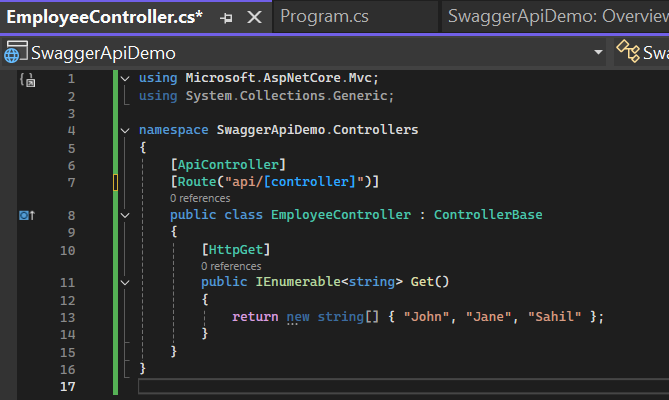 EmployeeController.cs* Program.cs SwaggerApiDemo: Overview
SwaggerApiDemo Swa
1 using Microsoft.AspNetCore.Mvc;
2 using System.Collections.Generic;
3
4 namespace SwaggerApiDemo.Controllers
5 {
6 [ApiController]
7 [Route("api/[controller]")]
0 references
8 public class EmployeeController : ControllerBase
9 {
10 [HttpGet]
0 references
11 public IEnumerable<string> Get()
12 {
13 return new string[] { "John", "Jane", "Sahil" };
14 }
15 }
16 }
17